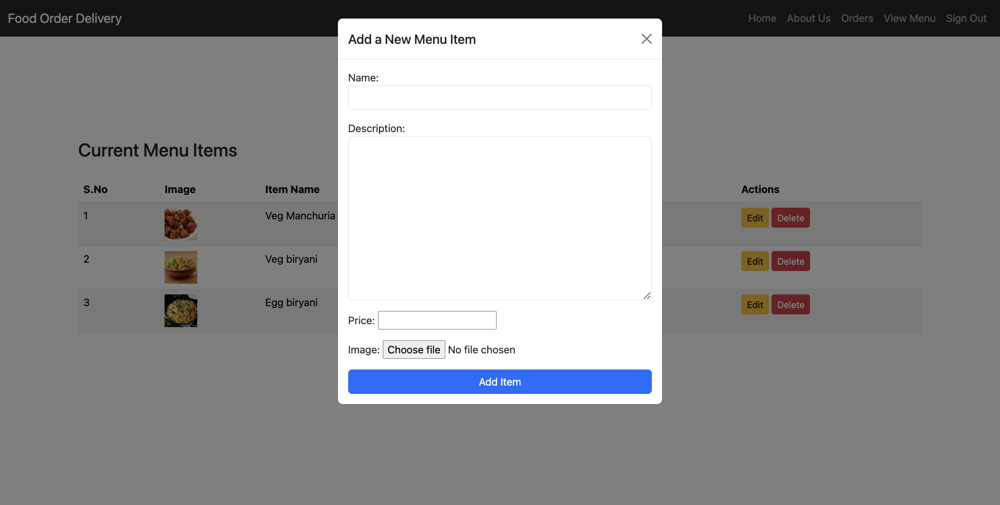 Food Order Delivery
Home About Us Orders View Menu Sign Out
Add a New Menu Item
Name:
Description:
Price:
Image: Choose file No file chosen
Add Item
Current Menu Items
S.No Image Item Name Actions
1 Veg Manchuria Edit Delete
2 Veg biryani Edit Delete
3 Egg biryani Edit Delete